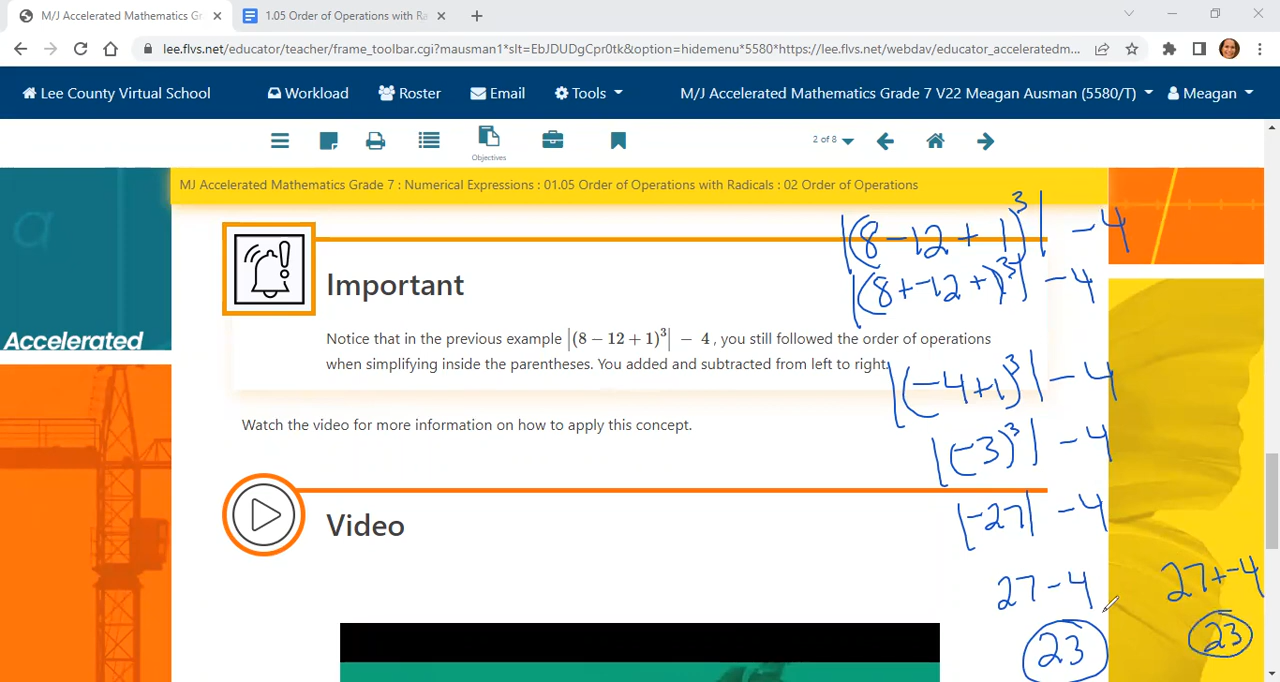 M/J Accelerated Mathematics Gr
1.05 Order of Operations with Ra
lee.flvs.net/educator/teacher/frame_toolbar.cgi?mausman1*slt=EbJDUDgCpr0tk&option=hidemenu*5580*https://lee.flvs.net/webdav/educator_acceleratedm...
Lee County Virtual School Workload Roster Email Tools M/J Accelerated Mathematics Grade 7 V22 Meagan Ausman (5580/T) Meagan
Objectives
2 of 8
MJ Accelerated Mathematics Grade 7 : Numerical Expressions : 01.05 Order of Operations with Radicals : 02 Order of Operations
a
Accelerated
Important
Notice that in the previous example |(8 − 12 + 1)³| − 4 , you still followed the order of operations
when simplifying inside the parentheses. You added and subtracted from left to right.
Watch the video for more information on how to apply this concept.
Video
|(8-12+1)³| -4
|(8+-12+1)³| -4
|(-4+1)³| -4
|(-3)³| -4
|-27| -4
27-4
23
27+-4
23